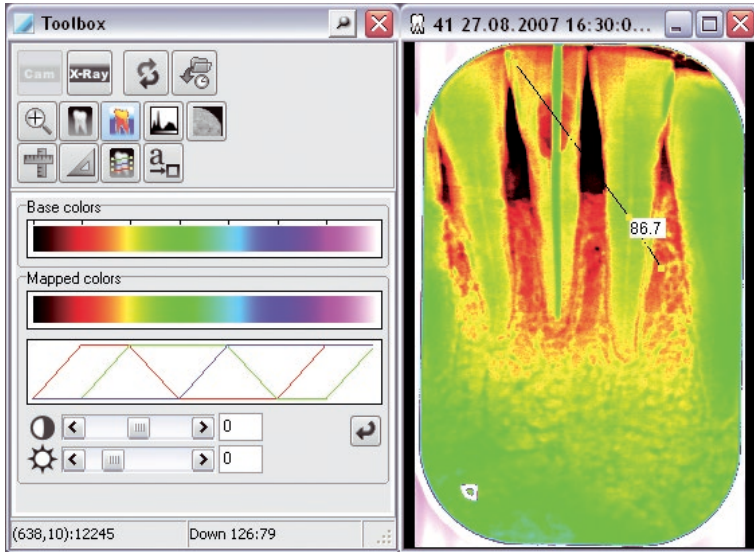 Toolbox
41 27.08.2007 16:30:0...
Cam X-Ray
a
Base colors
Mapped colors
86.7
0
0
(638,10):12245 Down 126:79